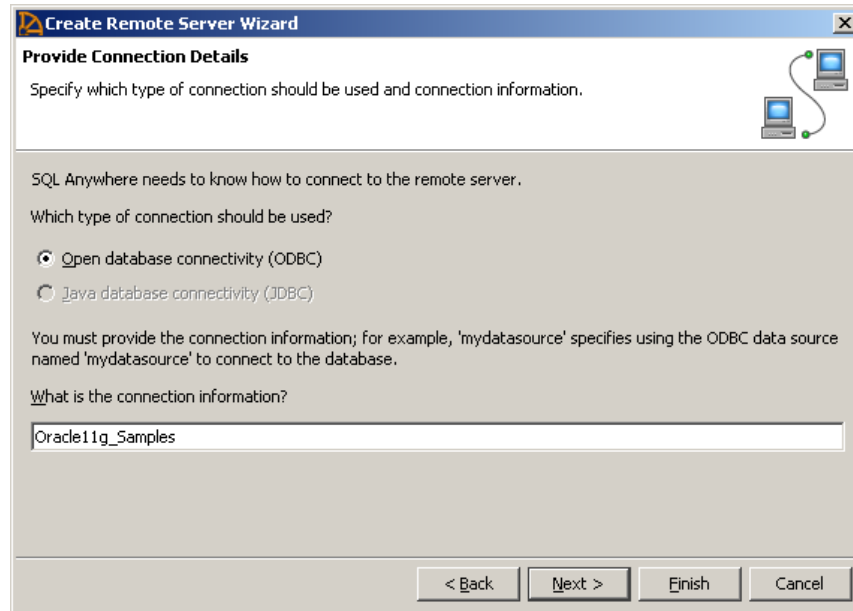 Create Remote Server Wizard
Provide Connection Details
Specify which type of connection should be used and connection information.
SQL Anywhere needs to know how to connect to the remote server.
Which type of connection should be used?
Open database connectivity (ODBC)
Java database connectivity (JDBC)
You must provide the connection information; for example, 'mydatasource' specifies using the ODBC data source
named 'mydatasource' to connect to the database.
What is the connection information?
Oracle11g_Samples
< Back Next > Finish Cancel